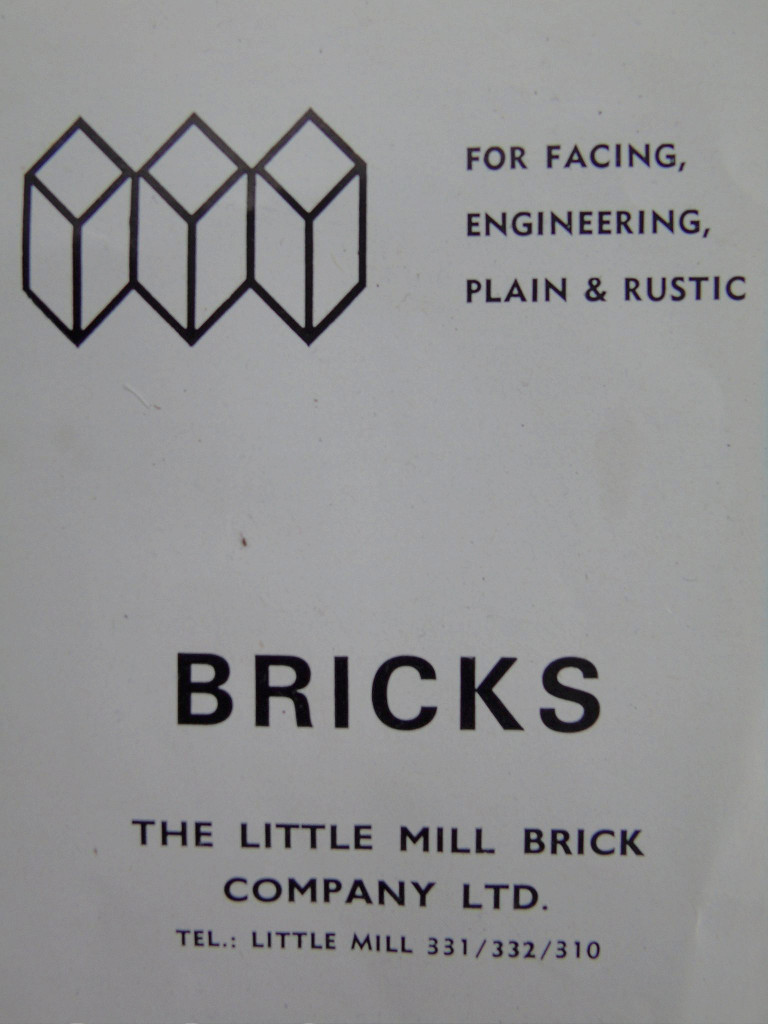 FOR FACING,
ENGINEERING,
PLAIN & RUSTIC
BRICKS
THE LITTLE MILL BRICK
COMPANY LTD.
TEL.: LITTLE MILL 331/332/310